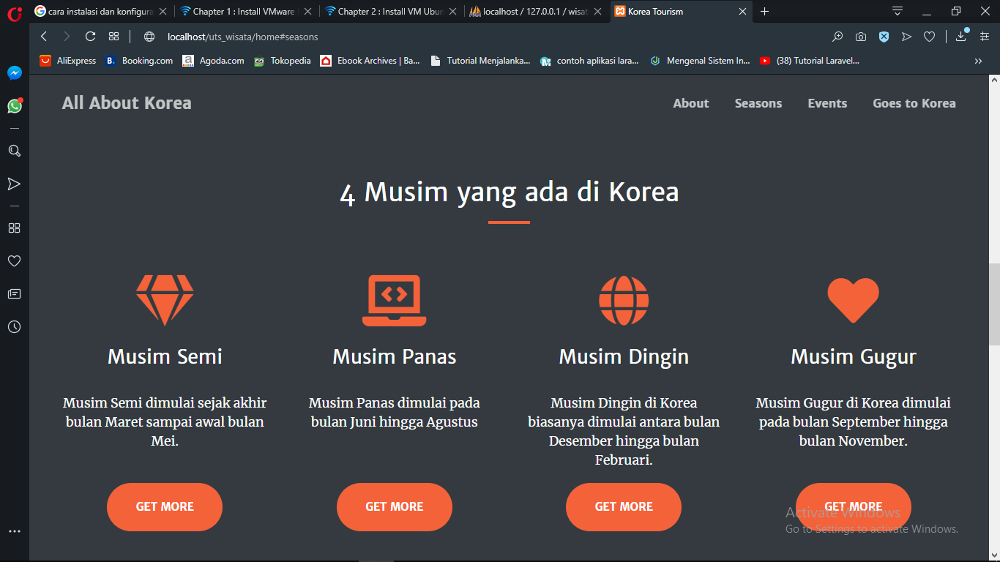 cara instalasi dan konfigura
Chapter 1 : Install VMware
Chapter 2 : Install VM Ubun
localhost / 127.0.0.1 / wisat
Korea Tourism
localhost/uts_wisata/home#seasons
AliExpress
B. Booking.com
a Agoda.com
Tokopedia
Ebook Archives | Ba...
Tutorial Menjalanka...
contoh aplikasi lara...
Mengenal Sistem In...
(38) Tutorial Laravel...
All About Korea
About
Seasons
Events
Goes to Korea
4 Musim yang ada di Korea
Musim Semi
Musim Semi dimulai sejak akhir
bulan Maret sampai awal bulan
Mei.
GET MORE
Musim Panas
Musim Panas dimulai pada
bulan Juni hingga Agustus
GET MORE
Musim Dingin
Musim Dingin di Korea
biasanya dimulai antara bulan
Desember hingga bulan
Februari.
GET MORE
Musim Gugur
Musim Gugur di Korea dimulai
pada bulan September hingga
bulan November.
GET MORE
Activate Windows
Go to Settings to activate Windows.